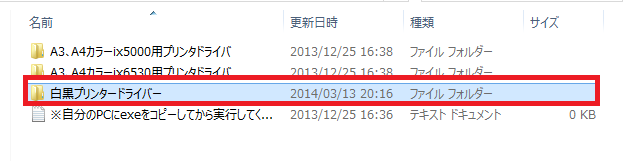 名前 更新日時 種類 サイズ
A3、A4カラーix5000用プリンタドライバ 2013/12/25 16:38 ファイル フォルダー
A3、A4カラーix6530用プリンタドライバ 2013/12/25 16:38 ファイル フォルダー
白黒プリンタードライバー 2014/03/13 20:16 ファイル フォルダー
※自分のPCにexeをコピーしてから実行してく... 2013/12/25 16:36 テキスト ドキュメント 0 KB